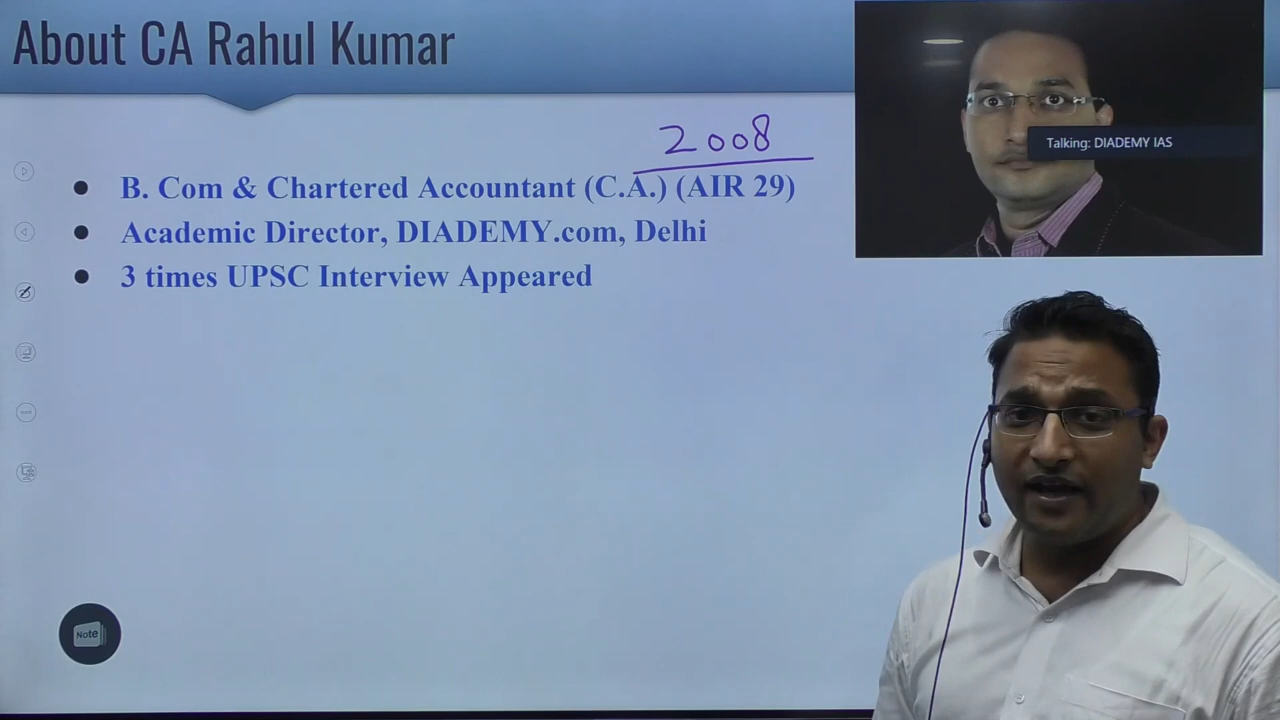 About CA Rahul Kumar
Talking: DIADEMY IAS
2008
B. Com & Chartered Accountant (C.A.) (AIR 29)
Academic Director, DIADEMY.com, Delhi
3 times UPSC Interview Appeared
Note